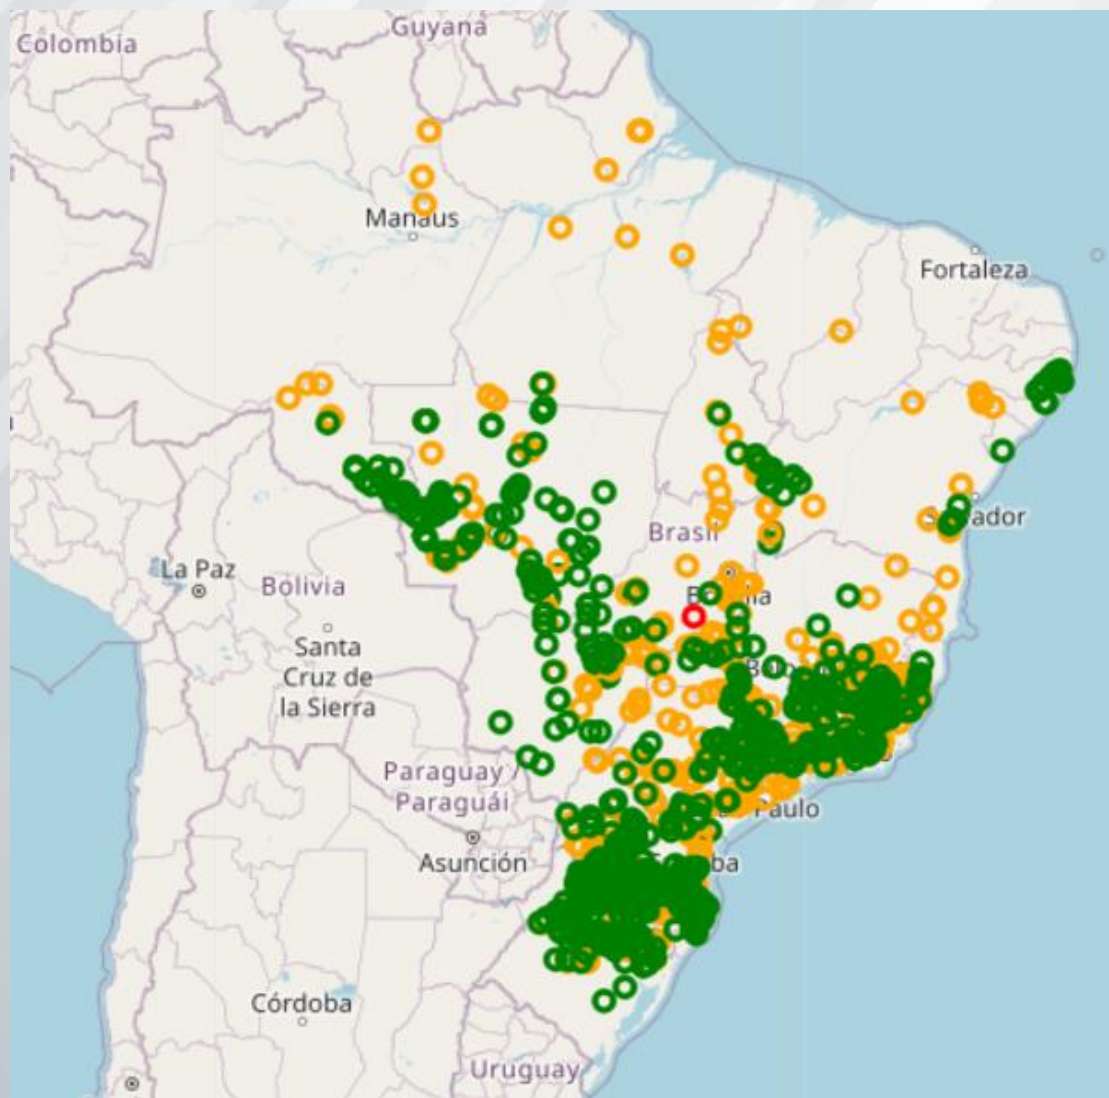 Colombia
Guyana
Manaus
Fortaleza
Brasil
La Paz
Bolivia
Santa
Cruz de
la Sierra
Paraguay /
Paraguái
Paulo
Asunción
Córdoba
Uruguay